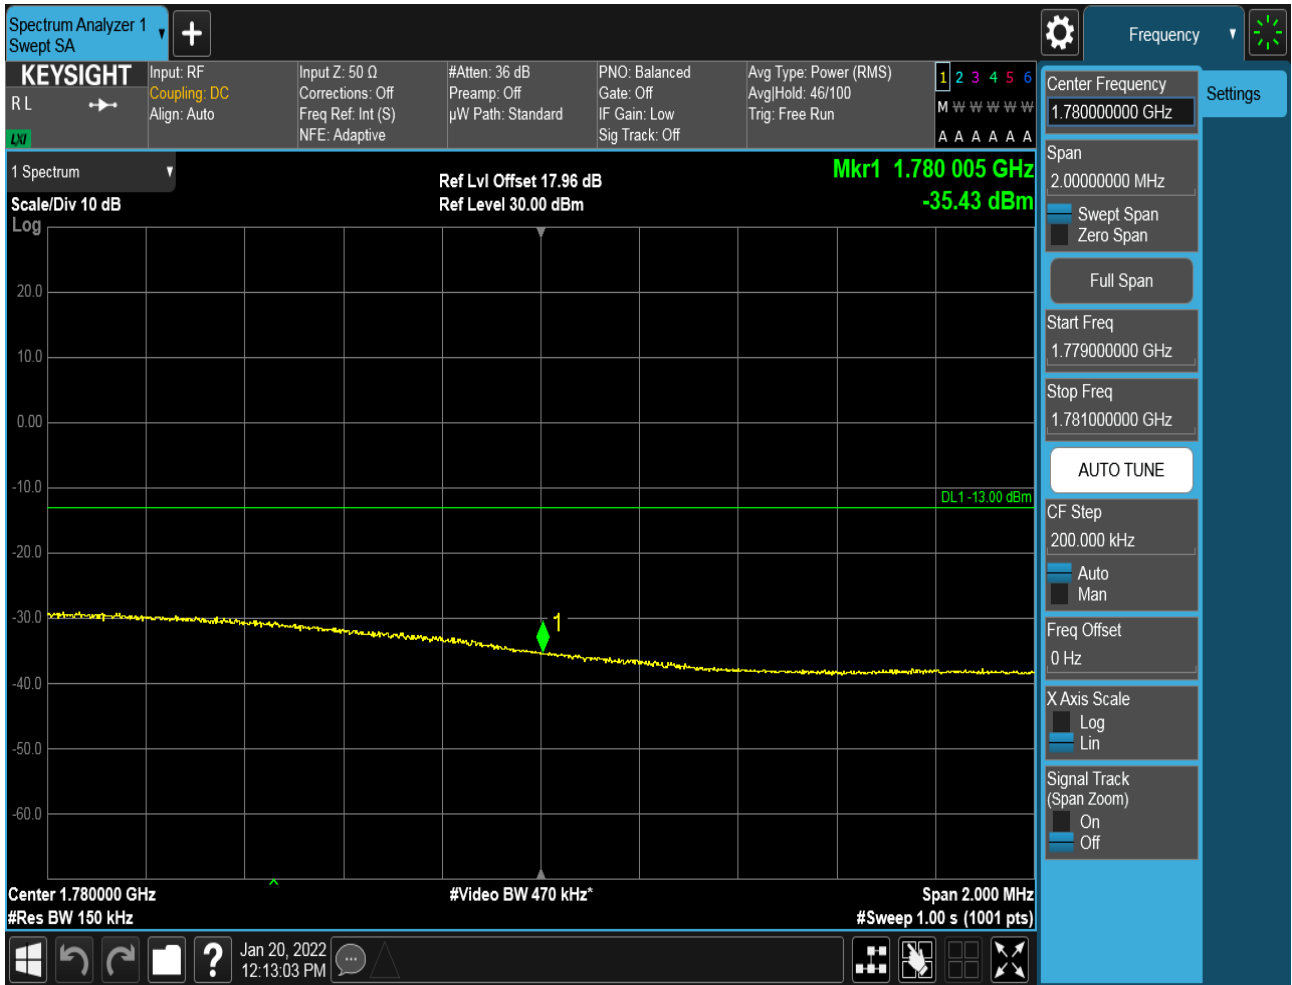 Spectrum Analyzer 1
Swept SA
Frequency
KEYSIGHT
R L
LXI
Input: RF
Coupling: DC
Align: Auto
Input Z: 50 Ω
Corrections: Off
Freq Ref: Int (S)
NFE: Adaptive
#Atten: 36 dB
Preamp: Off
µW Path: Standard
PNO: Balanced
Gate: Off
IF Gain: Low
Sig Track: Off
Avg Type: Power (RMS)
Avg|Hold: 46/100
Trig: Free Run
1 2 3 4 5 6
M W W W W W
A A A A A A
1 Spectrum
Scale/Div 10 dB
Log
Ref Lvl Offset 17.96 dB
Ref Level 30.00 dBm
Mkr1 1.780 005 GHz
-35.43 dBm
20.0
10.0
0.00
-10.0
DL1 -13.00 dBm
-20.0
-30.0
1
-40.0
-50.0
-60.0
Center 1.780000 GHz
#Video BW 470 kHz*
Span 2.000 MHz
#Res BW 150 kHz
#Sweep 1.00 s (1001 pts)
?
Jan 20, 2022
12:13:03 PM
Center Frequency
1.780000000 GHz
Settings
Span
2.00000000 MHz
Swept Span
Zero Span
Full Span
Start Freq
1.779000000 GHz
Stop Freq
1.781000000 GHz
AUTO TUNE
CF Step
200.000 kHz
Auto
Man
Freq Offset
0 Hz
X Axis Scale
Log
Lin
Signal Track
(Span Zoom)
On
Off